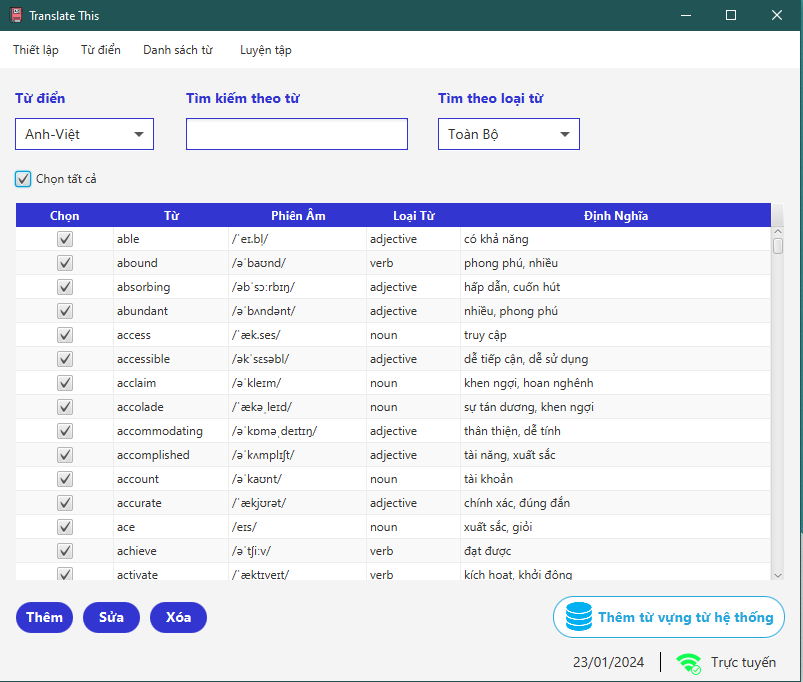 Translate This
Thiết lập Từ điển Danh sách từ Luyện tập
Từ điển Tìm kiếm theo từ Tìm theo loại từ
Anh-Việt Toàn Bộ
Chọn tất cả
Chọn Từ Phiên Âm Loại Từ Định Nghĩa
able /ˈeɪ.bl̩/ adjective có khả năng
abound /əˈbaʊnd/ verb phong phú, nhiều
absorbing /əbˈsɔːrbɪŋ/ adjective hấp dẫn, cuốn hút
abundant /əˈbʌndənt/ adjective nhiều, phong phú
access /ˈæk.ses/ noun truy cập
accessible /əkˈsɛsəbl/ adjective dễ tiếp cận, dễ sử dụng
acclaim /əˈkleɪm/ noun khen ngợi, hoan nghênh
accolade /ˈækəˌleɪd/ noun sự tán dương, khen ngợi
accommodating /əˈkɒməˌdeɪtɪŋ/ adjective thân thiện, dễ tính
accomplished /əˈkʌmplɪʃt/ adjective tài năng, xuất sắc
account /əˈkaʊnt/ noun tài khoản
accurate /ˈækjʊrət/ adjective chính xác, đúng đắn
ace /eɪs/ noun xuất sắc, giỏi
achieve /əˈtʃiːv/ verb đạt được
activate /ˈæktɪveɪt/ verb kích hoạt, khởi động
Thêm Sửa Xóa Thêm từ vựng từ hệ thống
23/01/2024 Trực tuyến